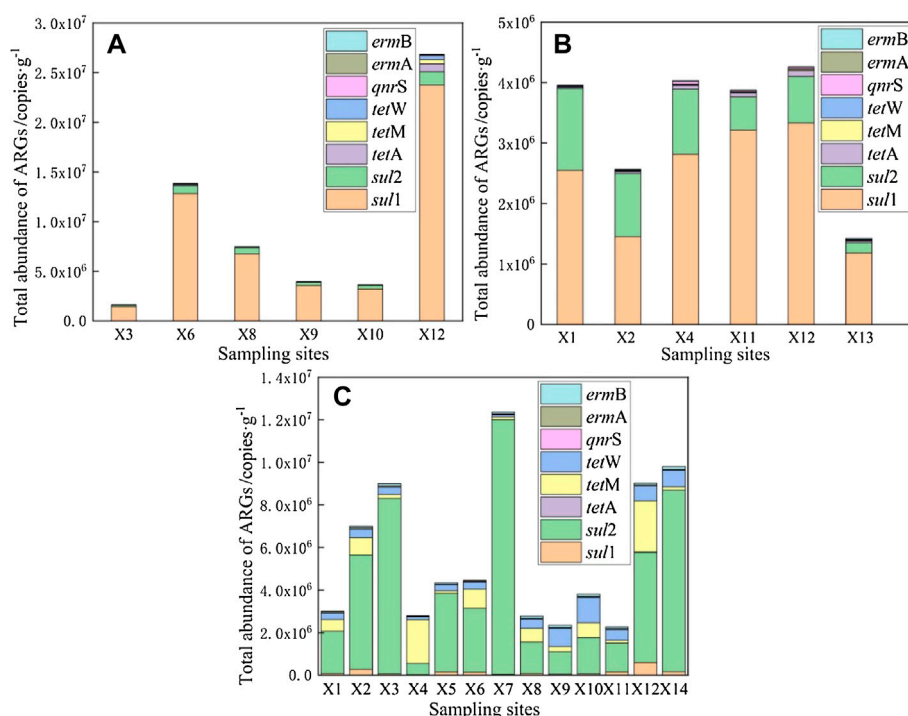 A
Total abundance of ARGs/copies·g⁻¹
3.0x10⁷
2.5x10⁷
2.0x10⁷
1.5x10⁷
1.0x10⁷
5.0x10⁶
0.0
ermB
ermA
qnrS
tetW
tetM
tetA
sul2
sul1
X3 X6 X8 X9 X10 X12
Sampling sites
B
Total abundance of ARGs/copies·g⁻¹
5x10⁶
4x10⁶
3x10⁶
2x10⁶
1x10⁶
0
ermB
ermA
qnrS
tetW
tetM
tetA
sul2
sul1
X1 X2 X4 X11 X12 X13
Sampling sites
C
Total abundance of ARGs/copies·g⁻¹
1.4x10⁷
1.2x10⁷
1.0x10⁷
8.0x10⁶
6.0x10⁶
4.0x10⁶
2.0x10⁶
0.0
ermB
ermA
qnrS
tetW
tetM
tetA
sul2
sul1
X1 X2 X3 X4 X5 X6 X7 X8 X9 X10 X11 X12 X14
Sampling sites